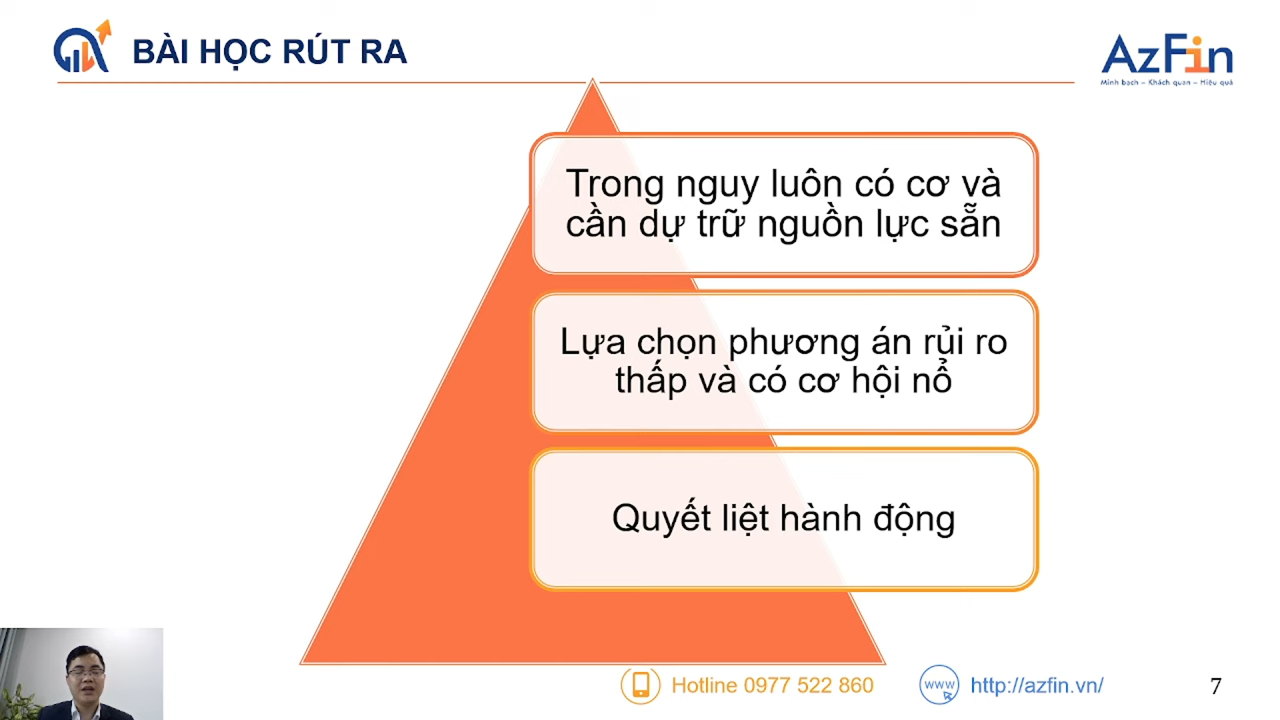 BÀI HỌC RÚT RA
AzFin
Minh bạch – Khách quan – Hiệu quả
Trong nguy luôn có cơ và
cần dự trữ nguồn lực sẵn
Lựa chọn phương án rủi ro
thấp và có cơ hội nổ
Quyết liệt hành động
Hotline 0977 522 860
www
http://azfin.vn/
7